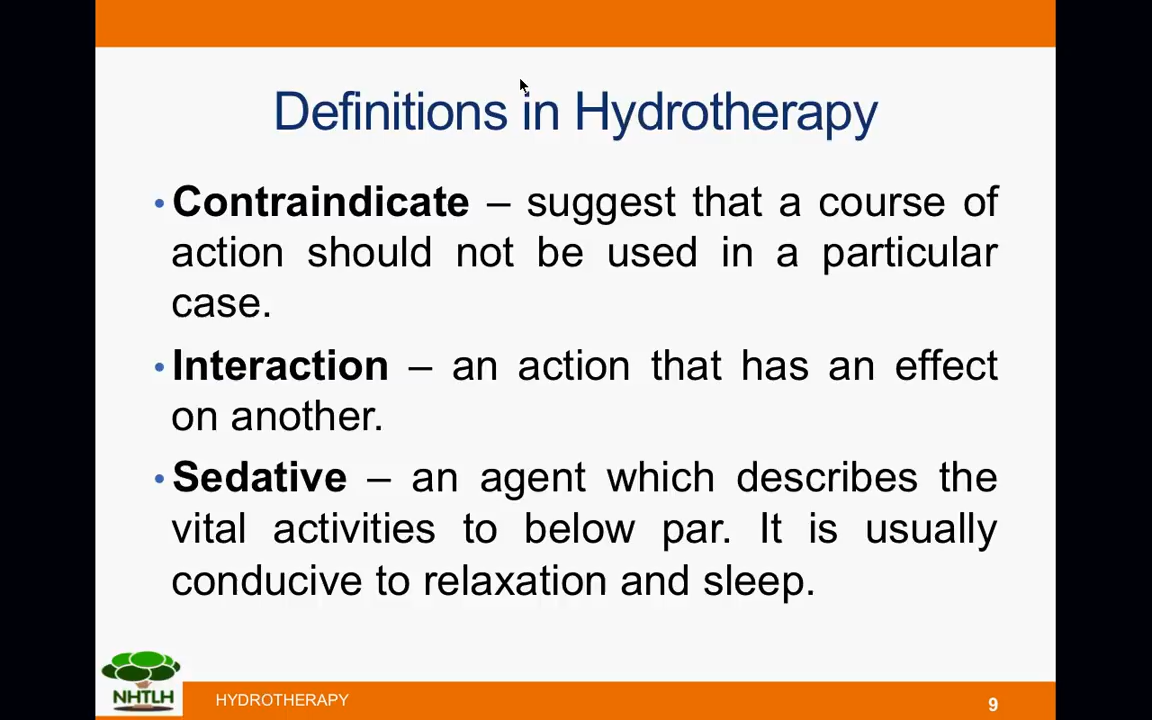 Definitions in Hydrotherapy
• Contraindicate – suggest that a course of
action should not be used in a particular
case.
• Interaction – an action that has an effect
on another.
• Sedative – an agent which describes the
vital activities to below par. It is usually
conducive to relaxation and sleep.
NHTLH
HYDROTHERAPY
9